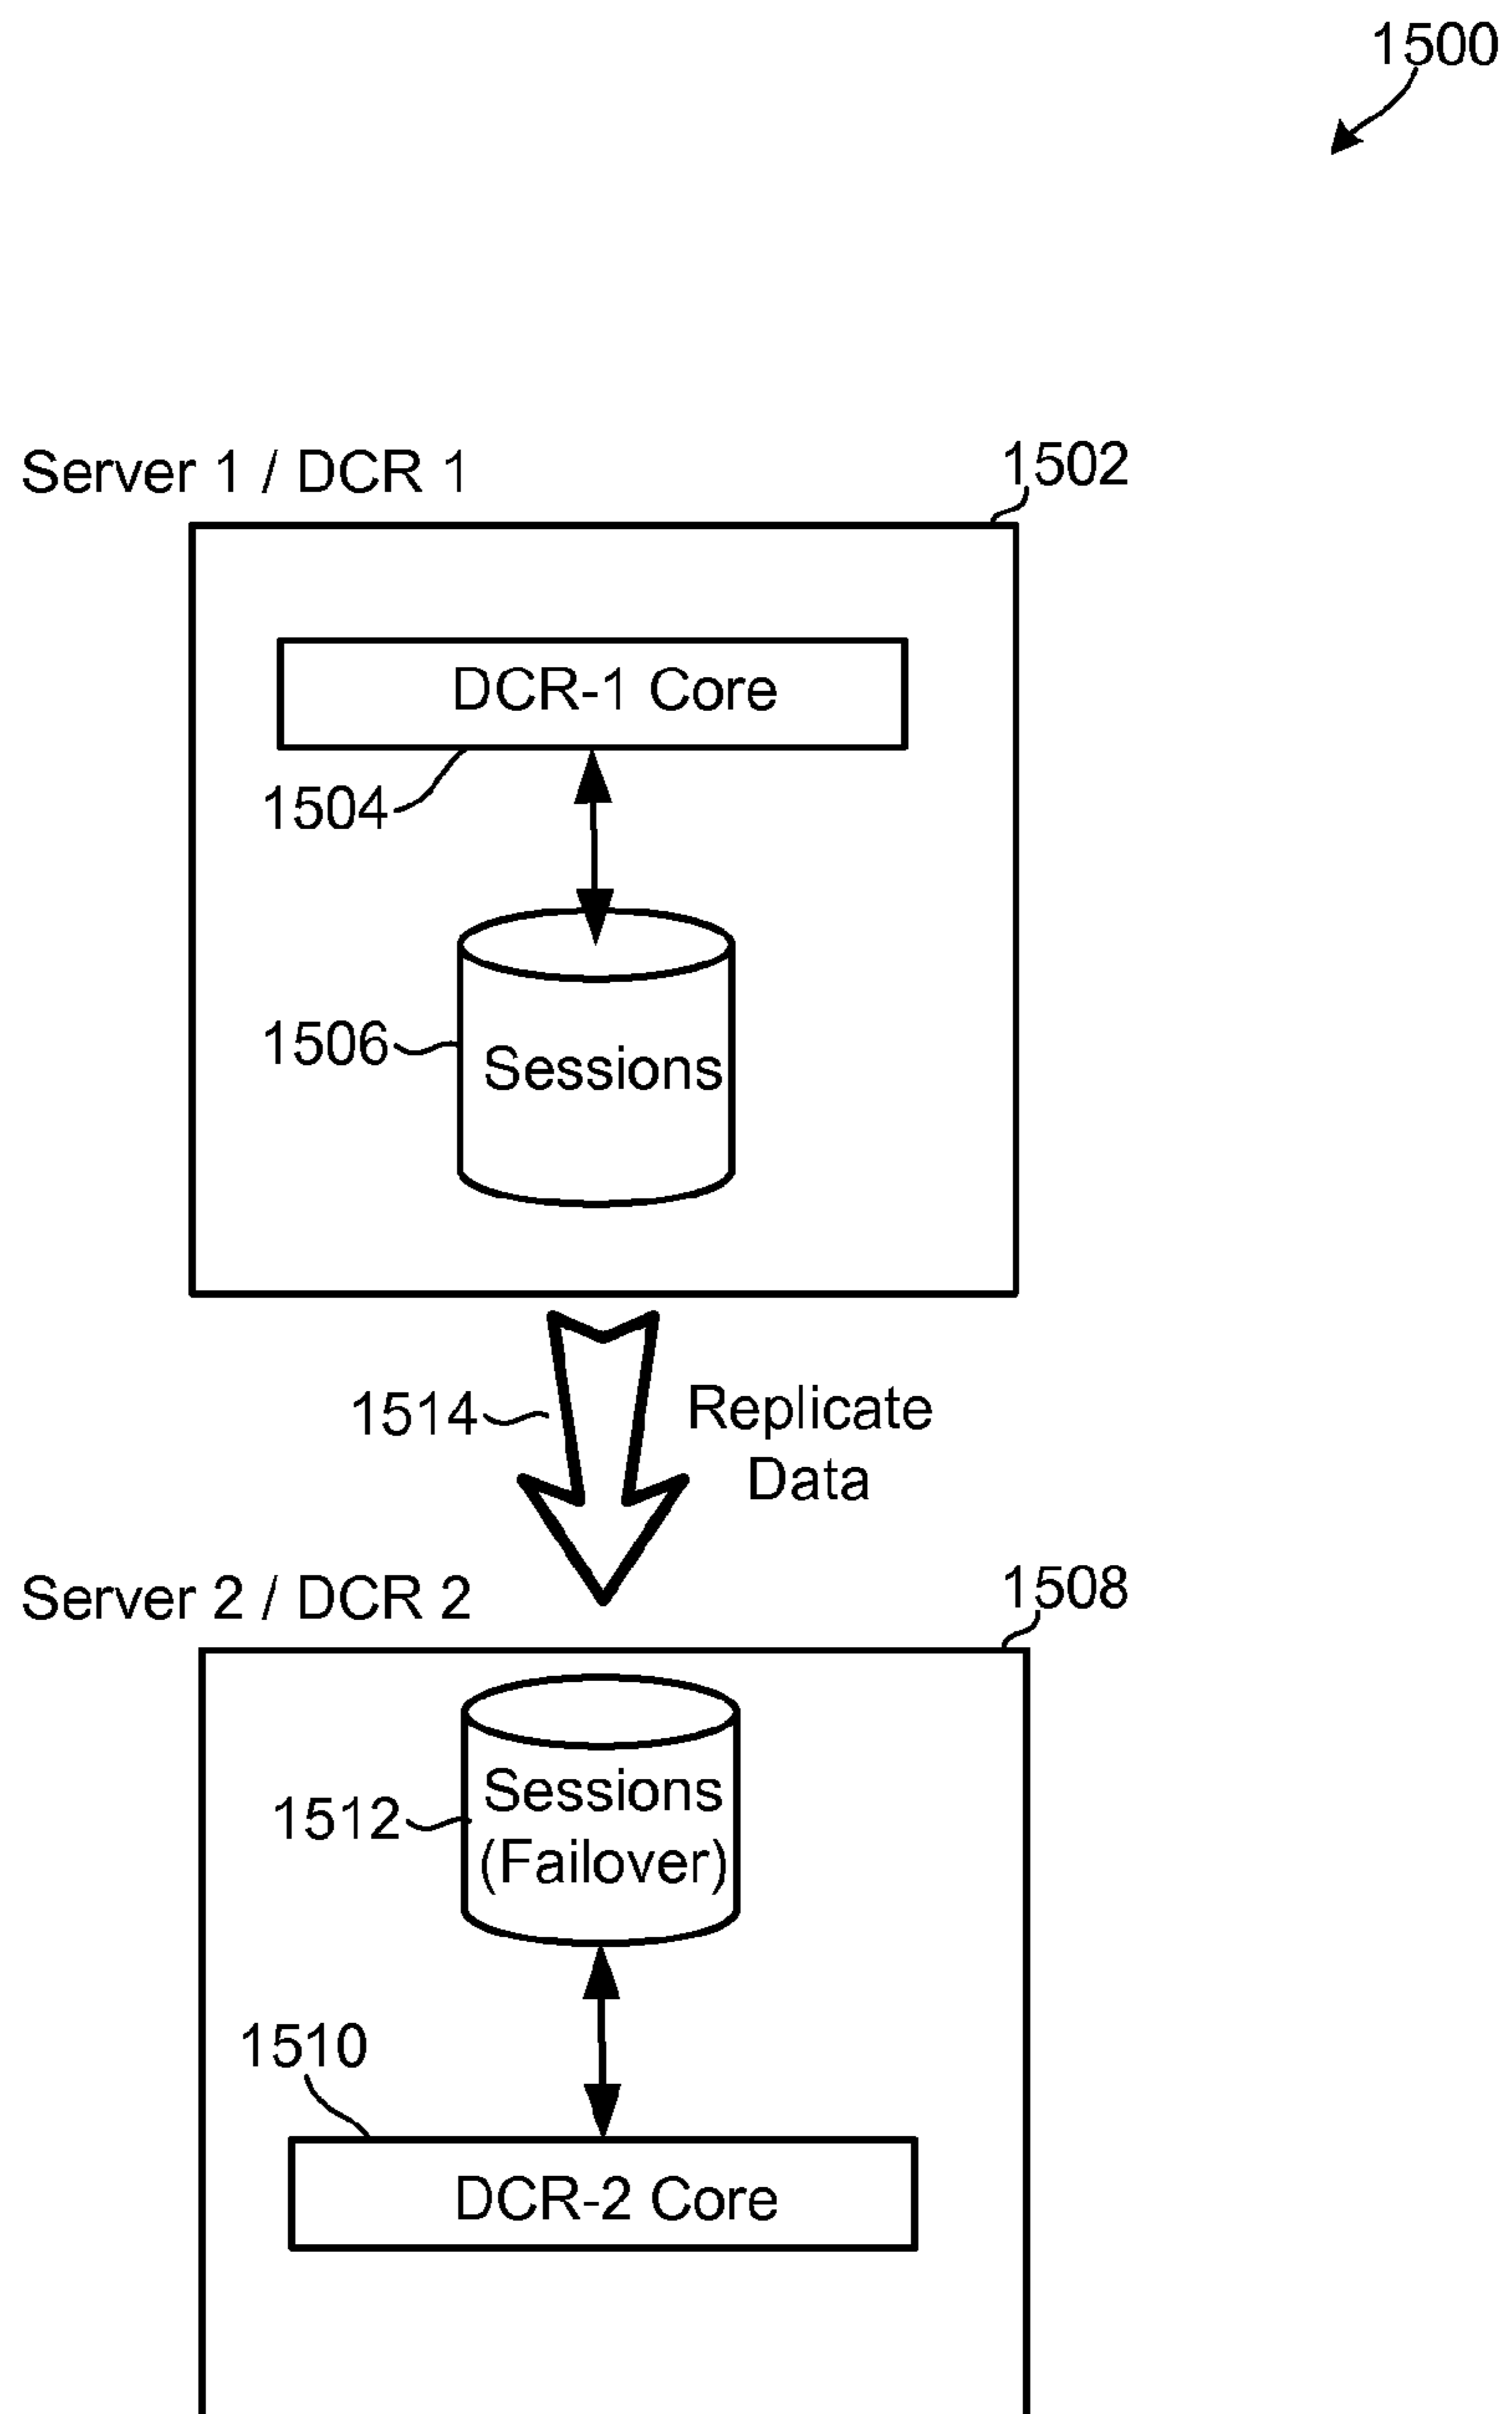 1500
Server 1 / DCR 1
1502
DCR-1 Core
1504
1506
Sessions
1514
Replicate
Data
Server 2 / DCR 2
1508
Sessions
(Failover)
1512
1510
DCR-2 Core